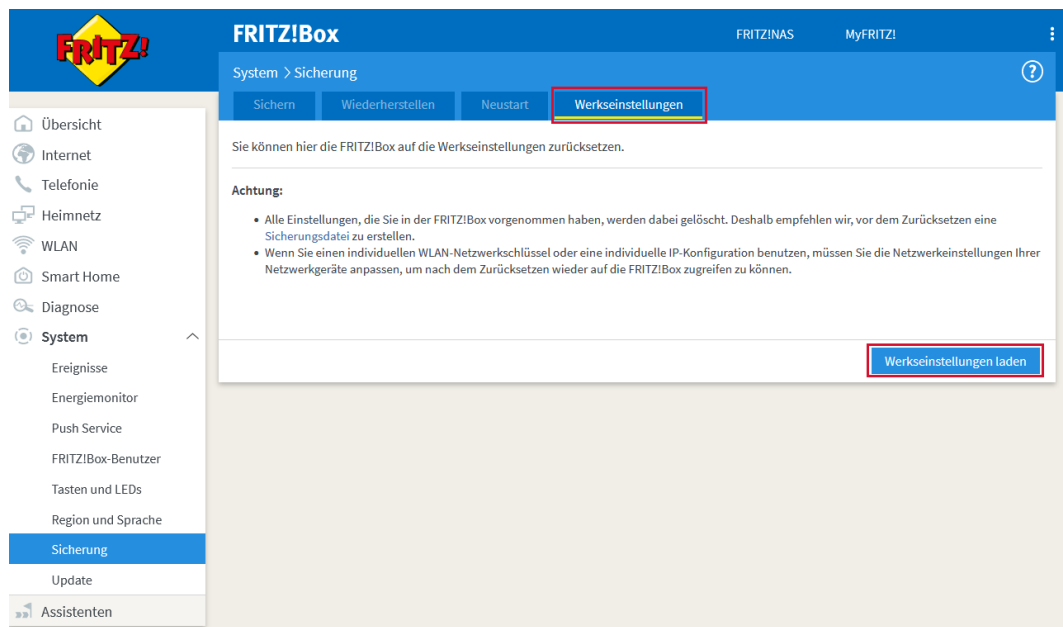 FRITZ!
FRITZ!Box
FRITZ!NAS
MyFRITZ!
System > Sicherung
Sichern
Wiederherstellen
Neustart
Werkseinstellungen
Übersicht
Internet
Telefonie
Heimnetz
WLAN
Smart Home
Diagnose
System
Ereignisse
Energiemonitor
Push Service
FRITZ!Box-Benutzer
Tasten und LEDs
Region und Sprache
Sicherung
Update
Assistenten
Sie können hier die FRITZ!Box auf die Werkseinstellungen zurücksetzen.
Achtung:
• Alle Einstellungen, die Sie in der FRITZ!Box vorgenommen haben, werden dabei gelöscht. Deshalb empfehlen wir, vor dem Zurücksetzen eine
Sicherungsdatei zu erstellen.
• Wenn Sie einen individuellen WLAN-Netzwerkschlüssel oder eine individuelle IP-Konfiguration benutzen, müssen Sie die Netzwerkeinstellungen Ihrer
Netzwerkgeräte anpassen, um nach dem Zurücksetzen wieder auf die FRITZ!Box zugreifen zu können.
Werkseinstellungen laden